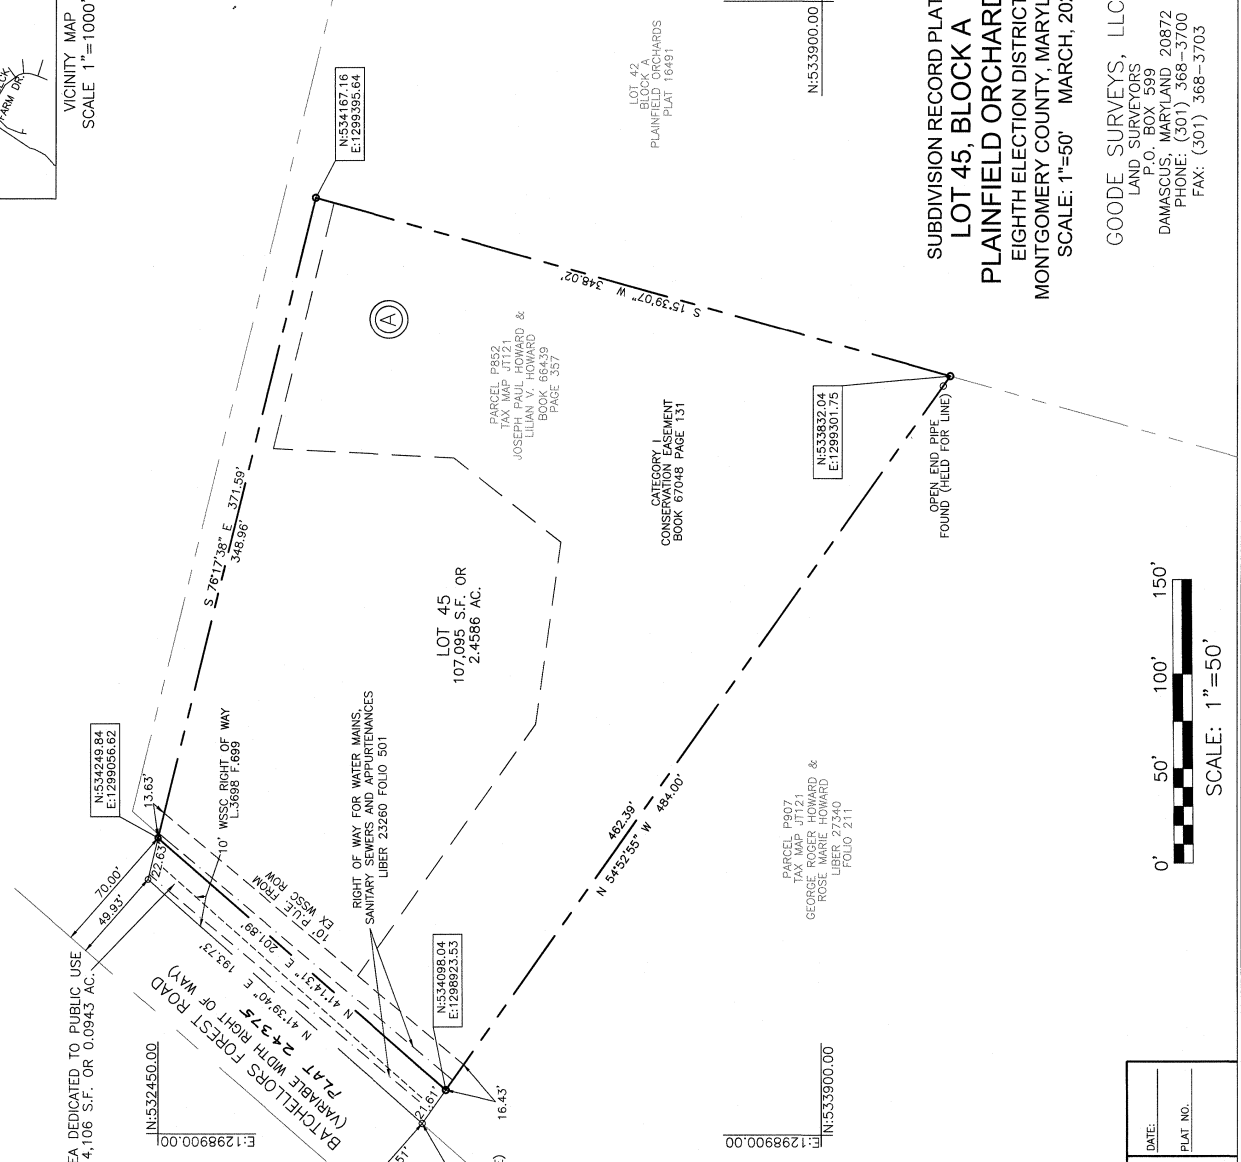 VICINITY MAP
SCALE 1"=1000'
FARM DR.
N:534167.16
E:1299395.64
LOT 42
BLOCK A
PLAINFIELD ORCHARDS
PLAT 16491
N:533900.00
SUBDIVISION RECORD PLAT
LOT 45, BLOCK A
PLAINFIELD ORCHARD
EIGHTH ELECTION DISTRICT
MONTGOMERY COUNTY, MARYL
SCALE: 1"=50' MARCH, 20
GOODE SURVEYS, LLC
LAND SURVEYORS
P.O. BOX 599
DAMASCUS, MARYLAND 20872
PHONE: (301) 368-3700
FAX: (301) 368-3703
S 15°39'07" W 348.02'
A
PARCEL P852
TAX MAP JT121
JOSEPH PAUL HOWARD &
LILIAN V. HOWARD
BOOK 66439
PAGE 357
CATEGORY I
CONSERVATION EASEMENT
BOOK 67048 PAGE 131
N:533832.04
E:1299301.75
OPEN END PIPE
FOUND (HELD FOR LINE)
S 76°17'38" E 371.59'
348.96'
LOT 45
107,095 S.F. OR
2.4586 AC.
N:534249.84
E:1299056.62
13.63'
10' WSSC RIGHT OF WAY
L.3698 F.699
RIGHT OF WAY FOR WATER MAINS,
SANITARY SEWERS AND APPURTENANCES
LIBER 23260 FOLIO 501
22.63'
70.00'
49.93'
10' P.U.E. FROM
EX WSSC ROW
N 41°14'31" E 201.89'
N 41°39'40" E 193.73'
462.39'
N 54°52'55" W 484.00'
PARCEL P907
TAX MAP JT121
GEORGE ROGER HOWARD &
ROSE MARIE HOWARD
LIBER 27340
FOLIO 211
N:534098.04
E:1298923.53
EA DEDICATED TO PUBLIC USE
4,106 S.F. OR 0.0943 AC.
BATCHELLORS FOREST ROAD
(VARIABLE WIDTH RIGHT OF WAY)
PLAT 24375
21.61'
16.43'
51'
E)
N:532450.00
E:1298900.00
N:533900.00
E:1298900.00
0' 50' 100' 150'
SCALE: 1"=50'
DATE:
PLAT NO.